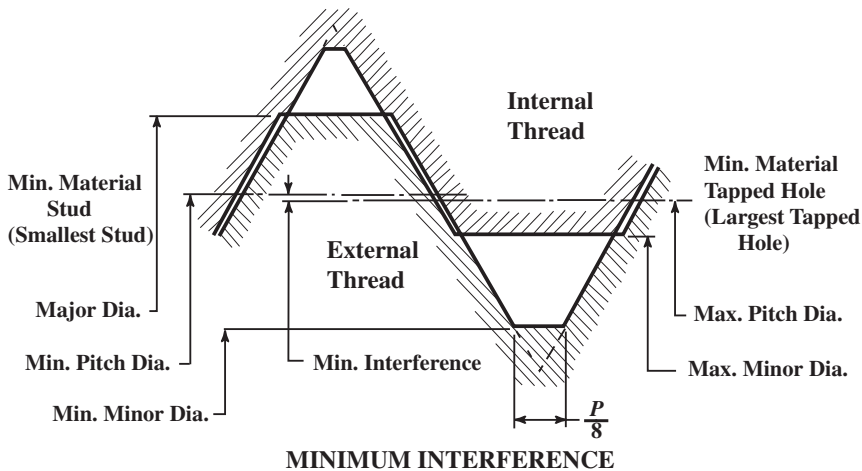 Internal
Thread
Min. Material
Stud
(Smallest Stud)
Min. Material
Tapped Hole
(Largest Tapped
Hole)
External
Thread
Major Dia.
Max. Pitch Dia.
Min. Pitch Dia.
Min. Interference
Max. Minor Dia.
Min. Minor Dia.
P
8
MINIMUM INTERFERENCE